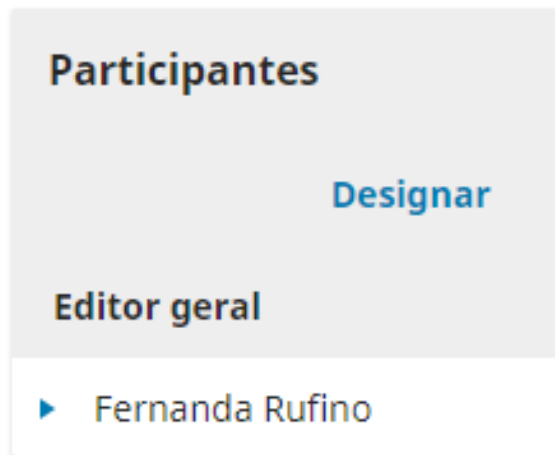 Participantes
Designar
Editor geral
Fernanda Rufino